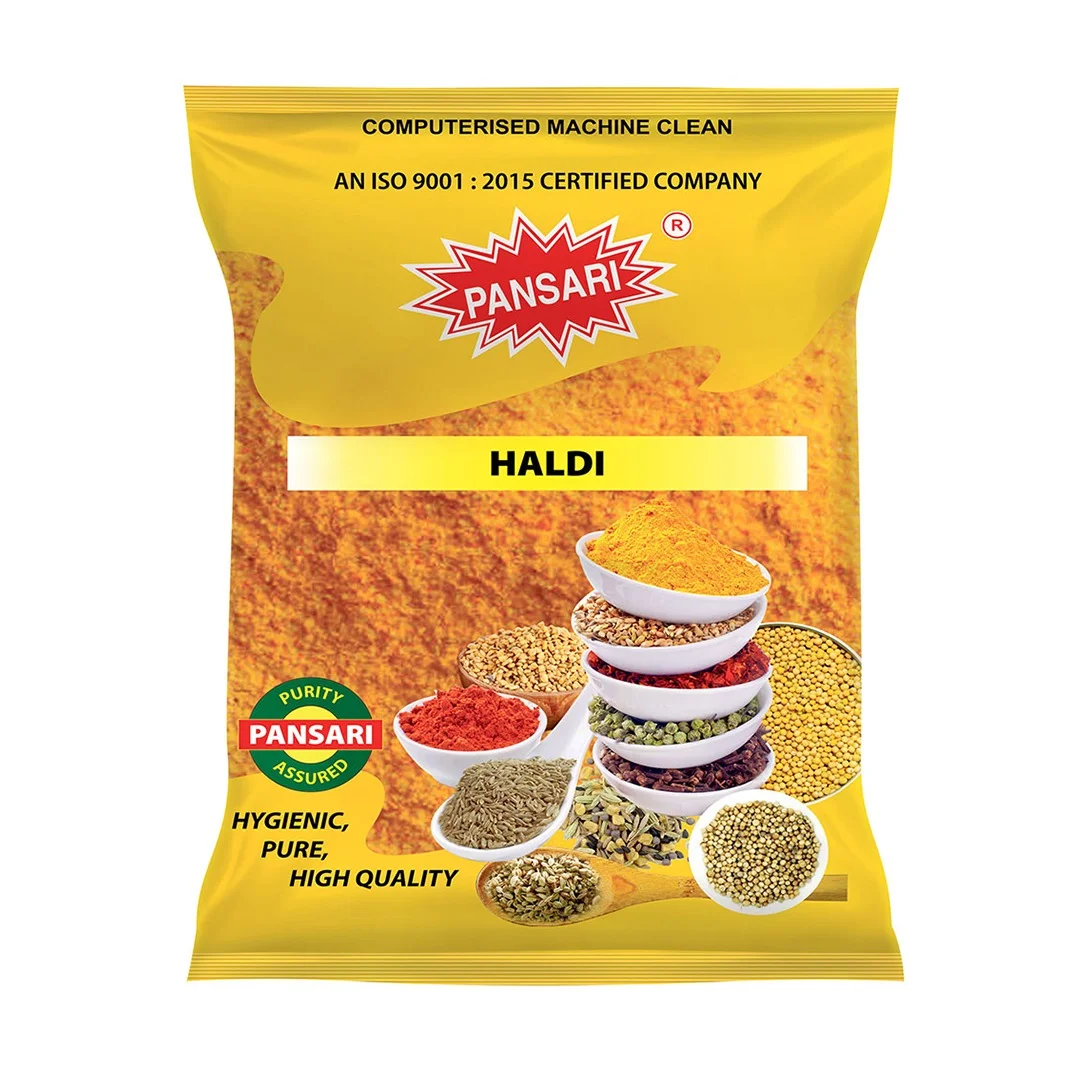 COMPUTERISED MACHINE CLEAN
AN ISO 9001 : 2015 CERTIFIED COMPANY
PANSARI
R
HALDI
PURITY
PANSARI
ASSURED
HYGIENIC,
PURE,
HIGH QUALITY